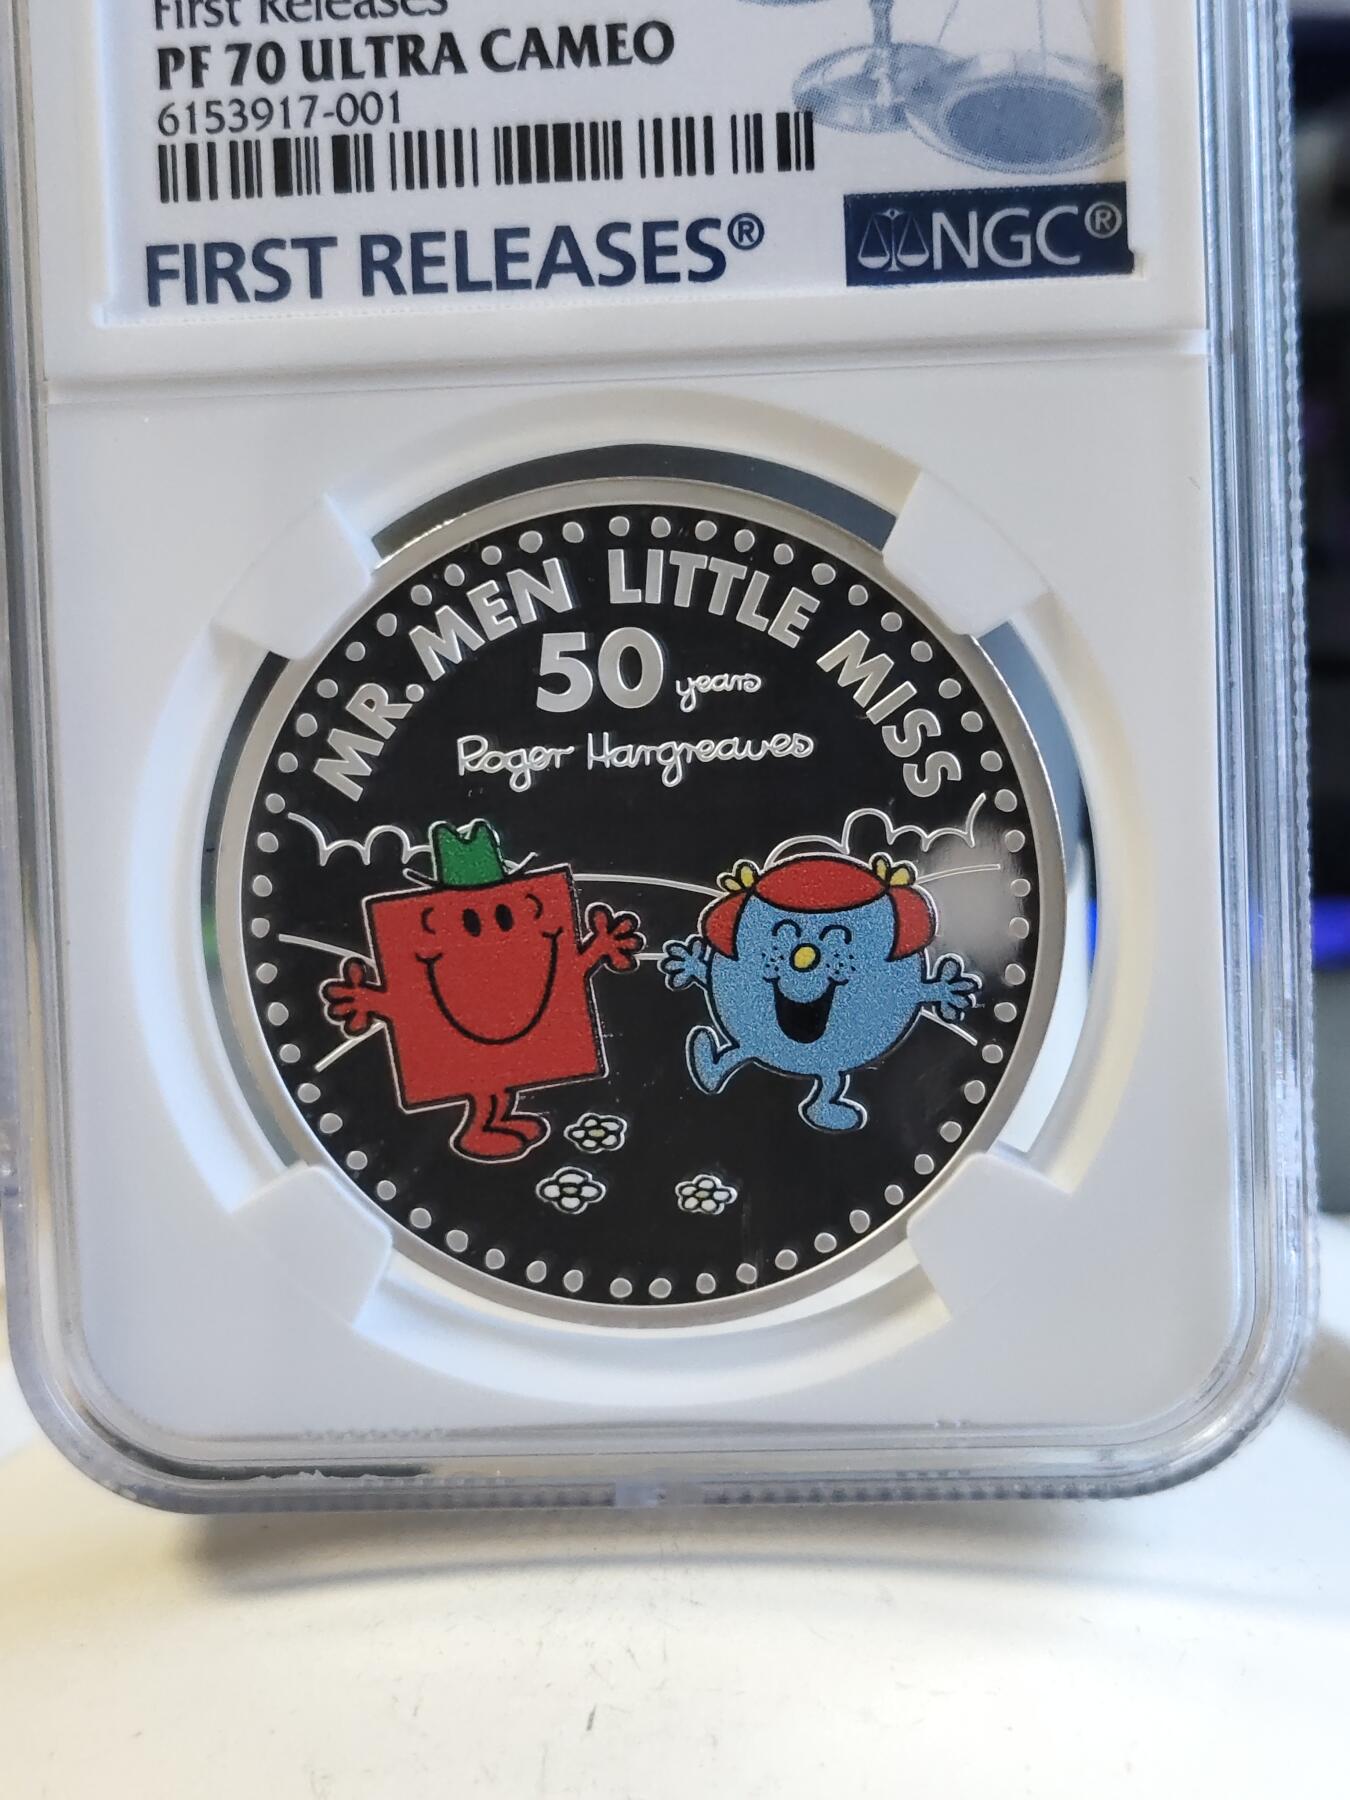 First Releases
PF 70 ULTRA CAMEO
6153917-001
FIRST RELEASES®
NGC®
MR. MEN LITTLE MISS
50 years
Roger Hargreaves